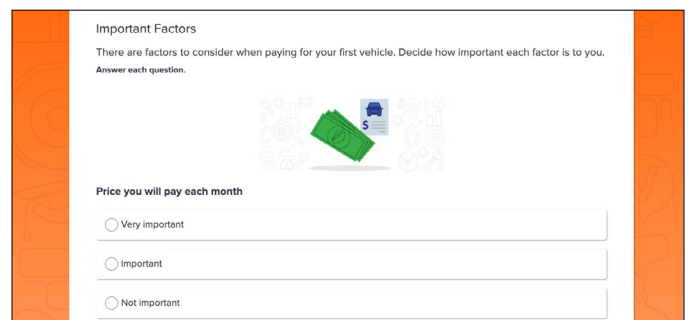 Important Factors
There are factors to consider when paying for your first vehicle. Decide how important each factor is to you.
Answer each question.
$
Price you will pay each month
Very important
Important
Not important